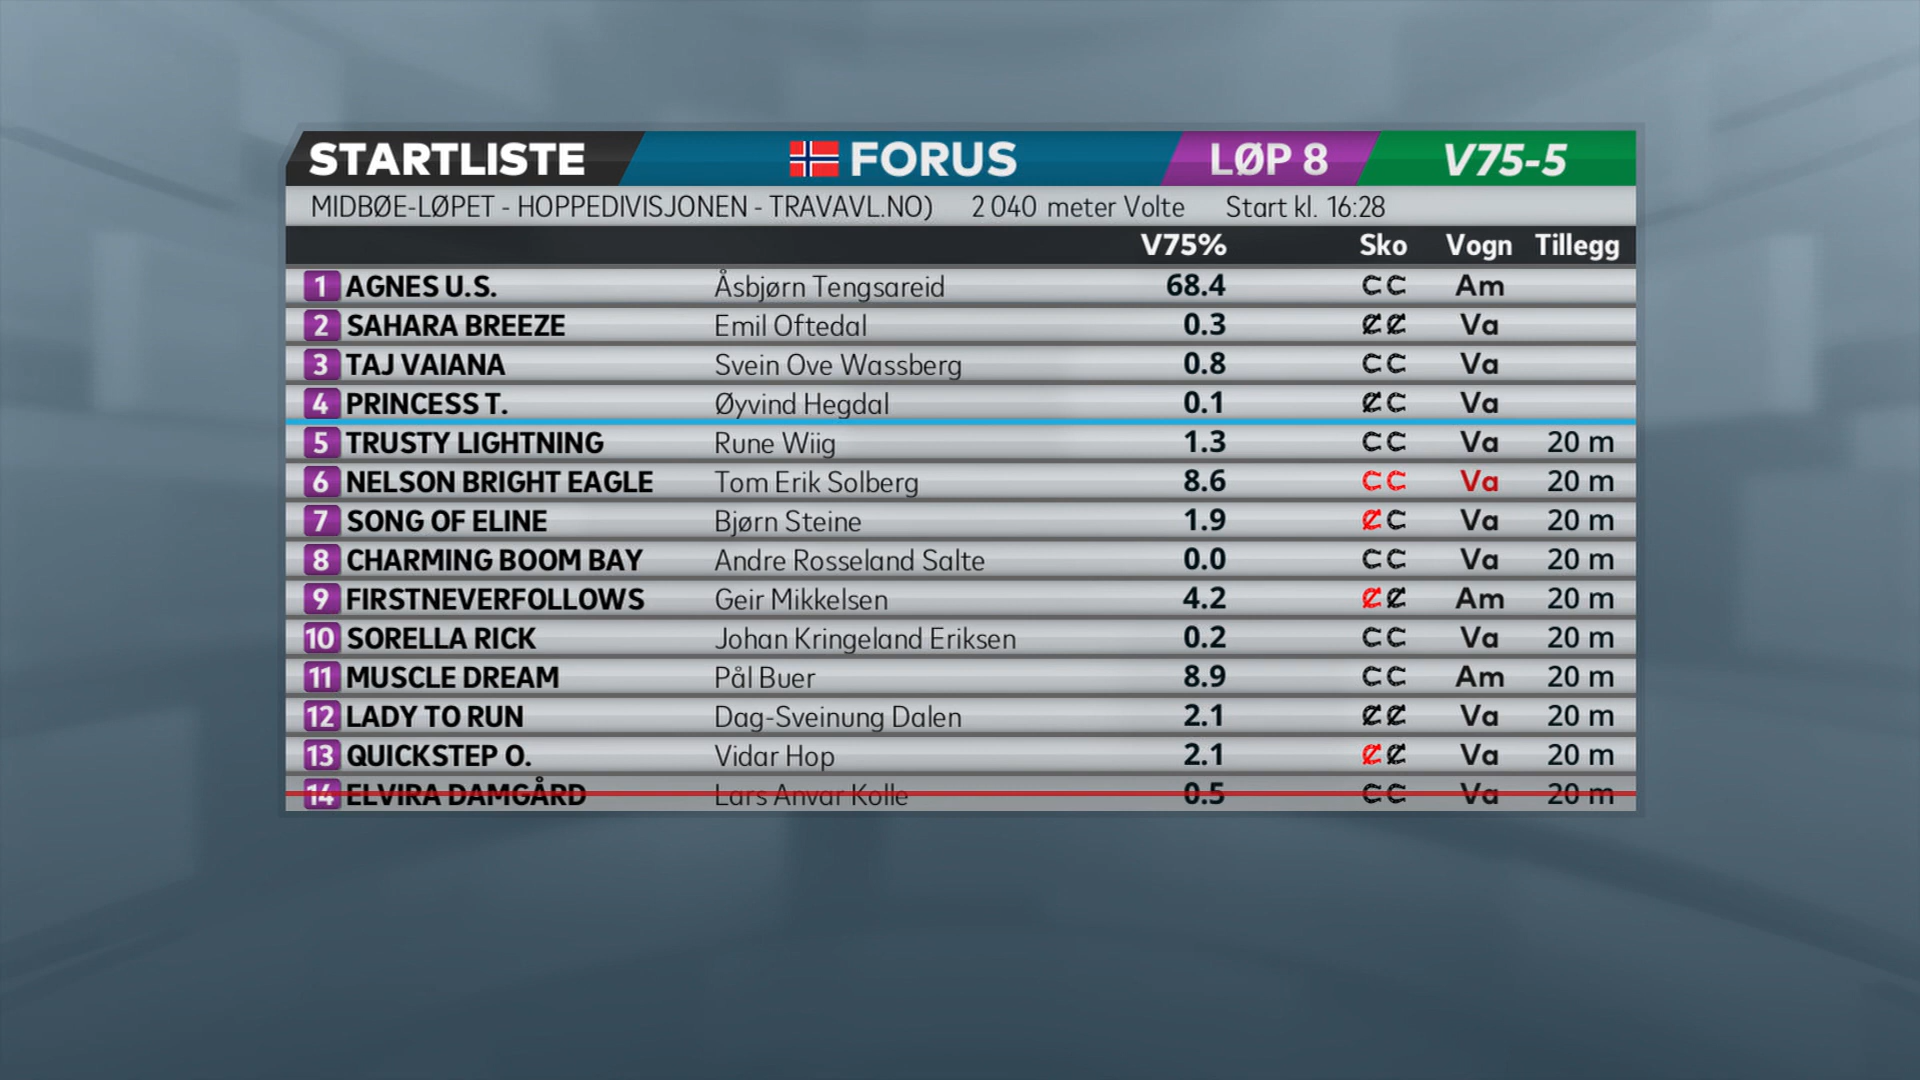 STARTLISTE FORUS LØP 8 V75-5
MIDBØE-LØPET - HOPPEDIVISJONEN - TRAVAVL.NO) 2 040 meter Volte Start kl. 16:28
V75% Sko Vogn Tillegg
1 AGNES U.S. Åsbjørn Tengsareid 68.4 Am
2 SAHARA BREEZE Emil Oftedal 0.3 Va
3 TAJ VAIANA Svein Ove Wassberg 0.8 Va
4 PRINCESS T. Øyvind Hegdal 0.1 Va
5 TRUSTY LIGHTNING Rune Wiig 1.3 Va 20 m
6 NELSON BRIGHT EAGLE Tom Erik Solberg 8.6 Va 20 m
7 SONG OF ELINE Bjørn Steine 1.9 Va 20 m
8 CHARMING BOOM BAY Andre Rosseland Salte 0.0 Va 20 m
9 FIRSTNEVERFOLLOWS Geir Mikkelsen 4.2 Am 20 m
10 SORELLA RICK Johan Kringeland Eriksen 0.2 Va 20 m
11 MUSCLE DREAM Pål Buer 8.9 Am 20 m
12 LADY TO RUN Dag-Sveinung Dalen 2.1 Va 20 m
13 QUICKSTEP O. Vidar Hop 2.1 Va 20 m
14 ELVIRA DAMGÅRD Lars Anvar Kolle 0.5 Va 20 m